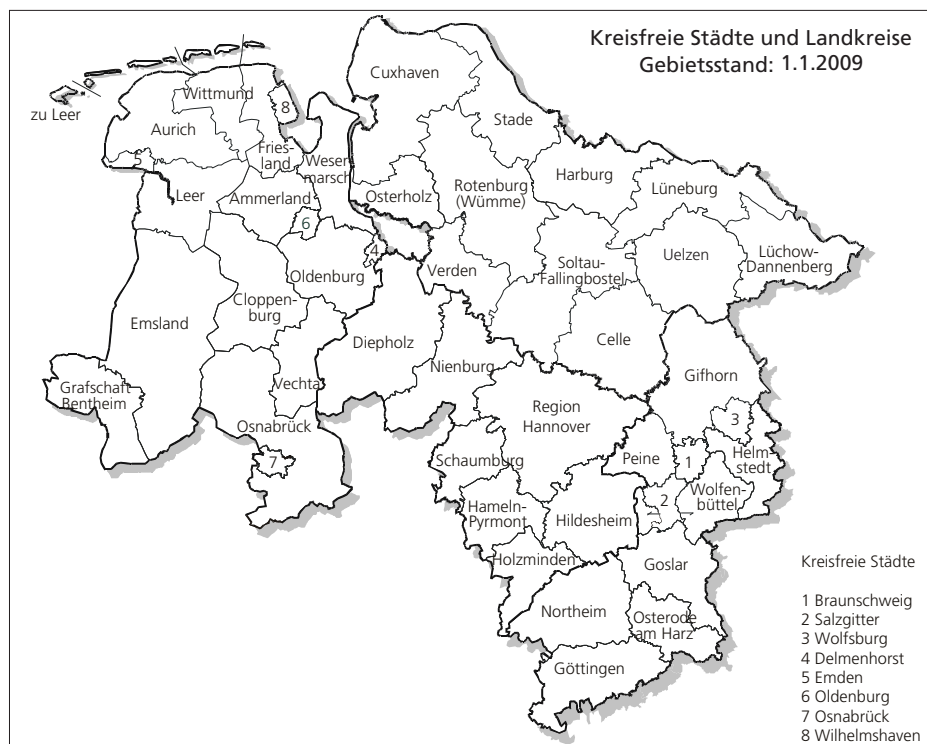 Kreisfreie Städte und Landkreise
Gebietsstand: 1.1.2009
Cuxhaven
Wittmund
8
zu Leer
Aurich
Stade
Fries-
land
Weser-
marsch
5
Harburg
Leer
Ammerland
Osterholz
Rotenburg
(Wümme)
Lüneburg
6
4
Oldenburg
Verden
Soltau-
Fallingbostel
Uelzen
Lüchow-
Dannenberg
Cloppen-
burg
Emsland
Diepholz
Celle
Nienburg
Gifhorn
Grafschaft
Bentheim
Vechta
Region
Hannover
Osnabrück
3
7
Schaumburg
Peine
1
Helm-
stedt
Hameln-
Pyrmont
Hildesheim
2
Wolfen-
büttel
Holzminden
Goslar
Northeim
Osterode
am Harz
Göttingen
Kreisfreie Städte
1 Braunschweig
2 Salzgitter
3 Wolfsburg
4 Delmenhorst
5 Emden
6 Oldenburg
7 Osnabrück
8 Wilhelmshaven